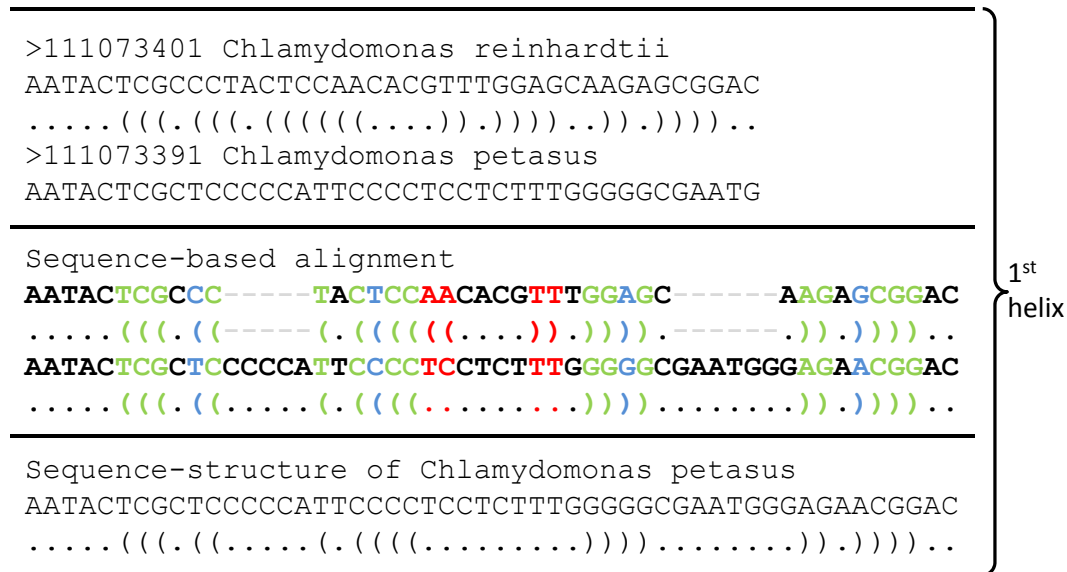 >111073401 Chlamydomonas reinhardtii
AATACTCGCCCTACTCCAACACGTTTGGAGCAAGAGCGGAC
.....(((.(((.((((((....)).))))..)).))))..
>111073391 Chlamydomonas petasus
AATACTCGCTCCCCCATTCCCCTCCTCTTTGGGGGCGAATG
Sequence-based alignment
AATACTCGCCC-----TACTCCAACACGTTTGGAGC------AAGAGCGGAC
.....(((.((-----(.((((((....)).)))).------.)).))))..
AATACTCGCTCCCCCATTCCCCTCCTCTTTGGGGGCGAATGGGAGAACGGAC
.....(((.((.....(.((((.........))))........)).))))..
Sequence-structure of Chlamydomonas petasus
AATACTCGCTCCCCCATTCCCCTCCTCTTTGGGGGCGAATGGGAGAACGGAC
.....(((.((.....(.((((.........))))........)).))))..
1st
helix